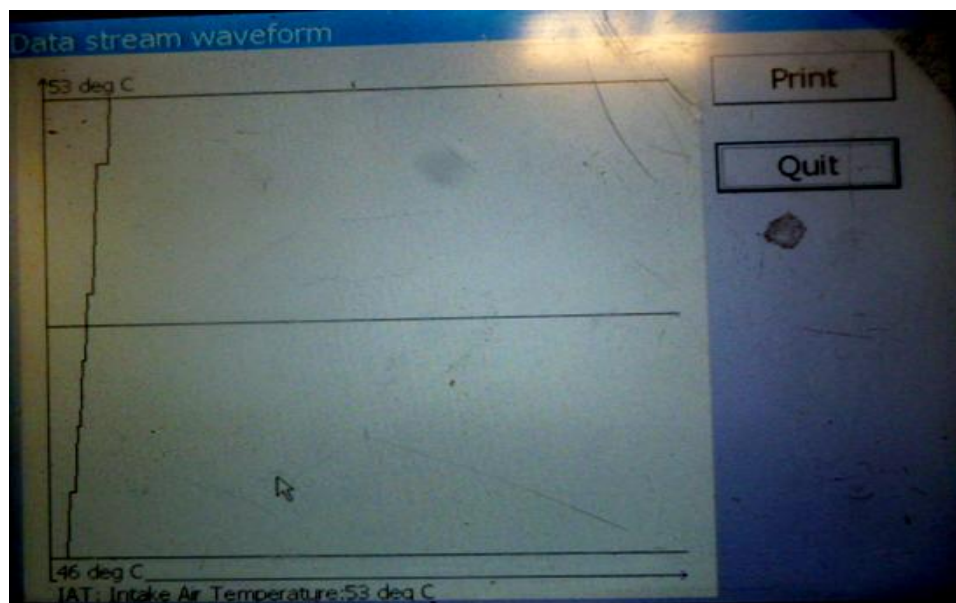 Data stream waveform
53 deg C
Print
Quit
46 deg C
IAT: Intake Air Temperature:53 deg C